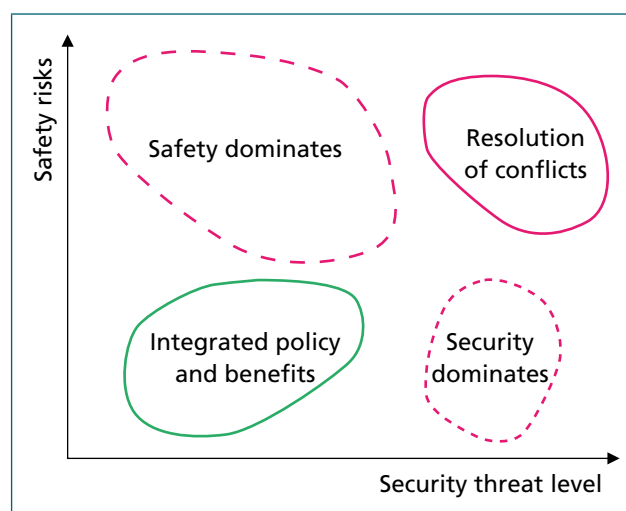 Safety risks
Safety dominates
Resolution
of conflicts
Integrated policy
and benefits
Security
dominates
Security threat level